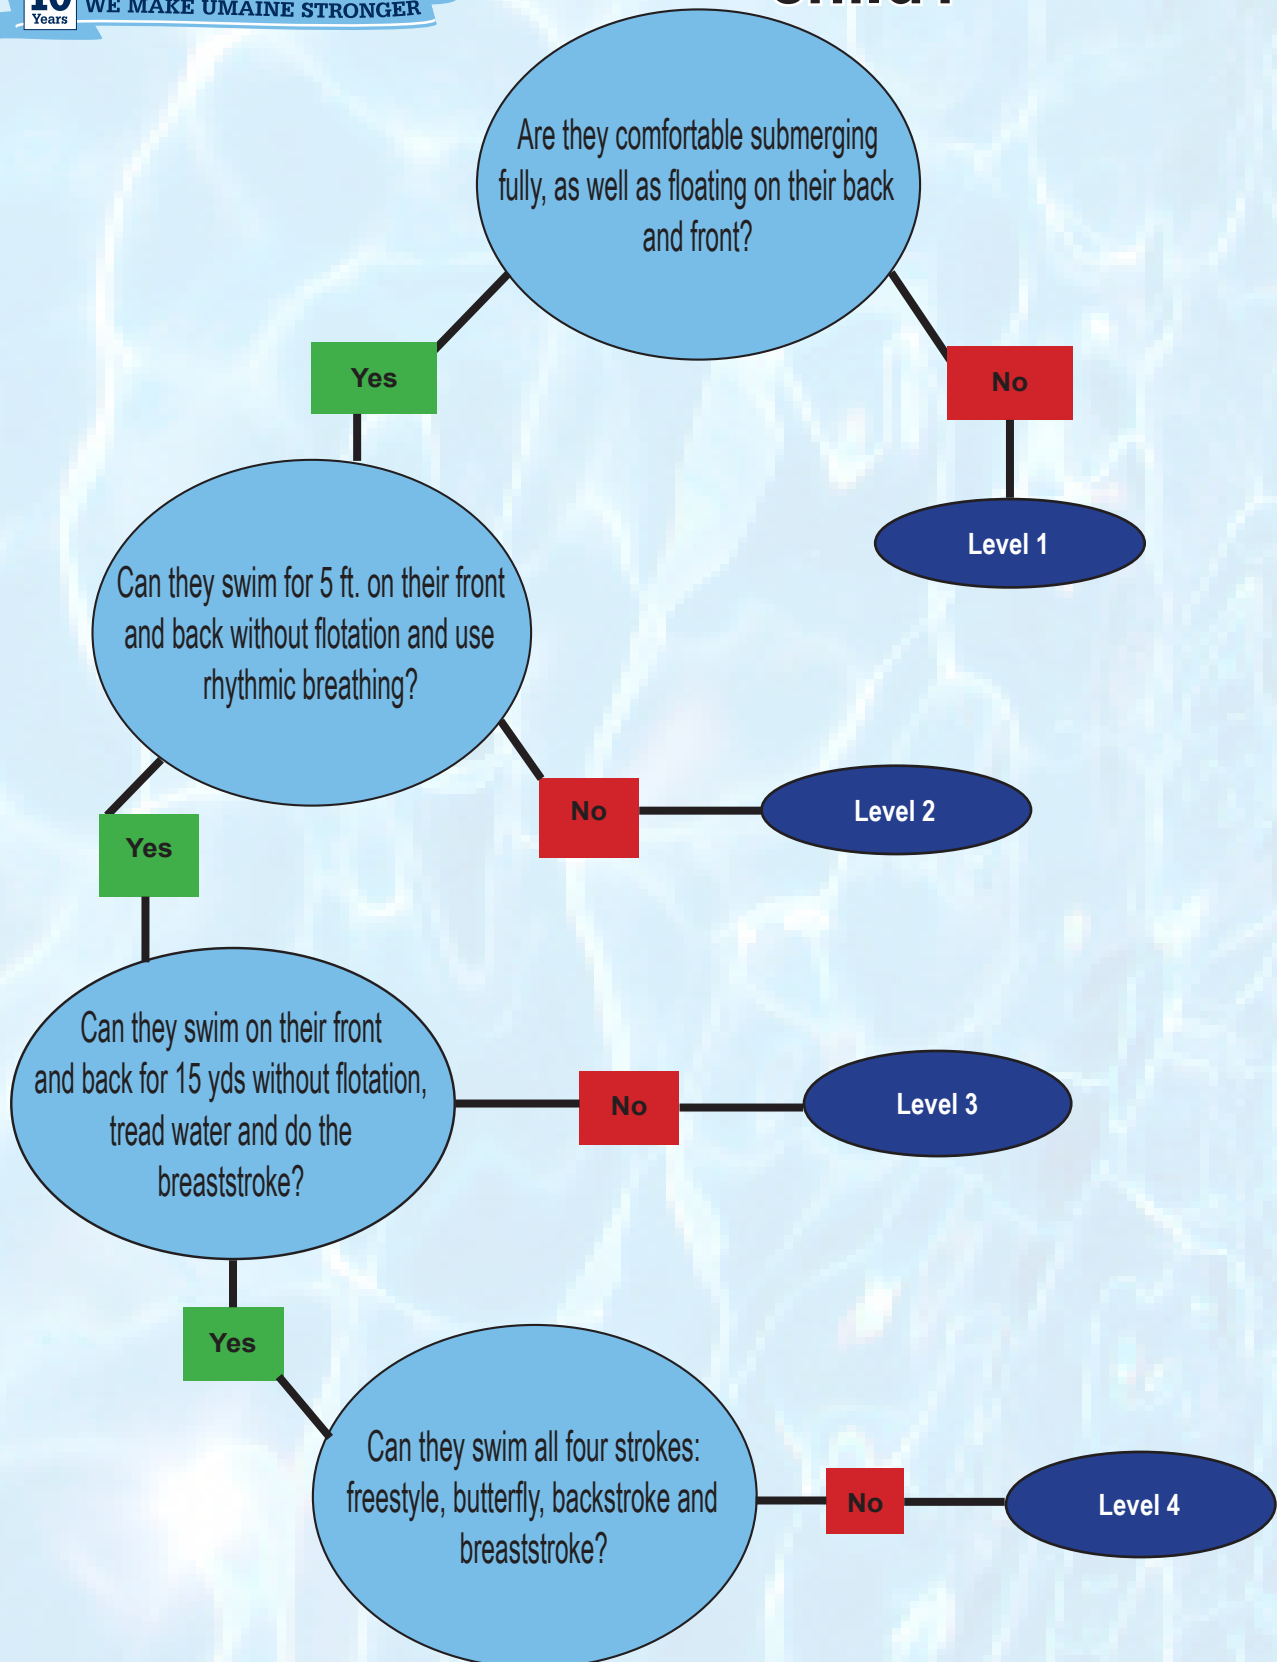 10
Years
WE MAKE UMAINE STRONGER
Are they comfortable submerging
fully, as well as floating on their back
and front?
Yes
No
Level 1
Can they swim for 5 ft. on their front
and back without flotation and use
rhythmic breathing?
No
Level 2
Yes
Can they swim on their front
and back for 15 yds without flotation,
tread water and do the
breaststroke?
No
Level 3
Yes
Can they swim all four strokes:
freestyle, butterfly, backstroke and
breaststroke?
No
Level 4